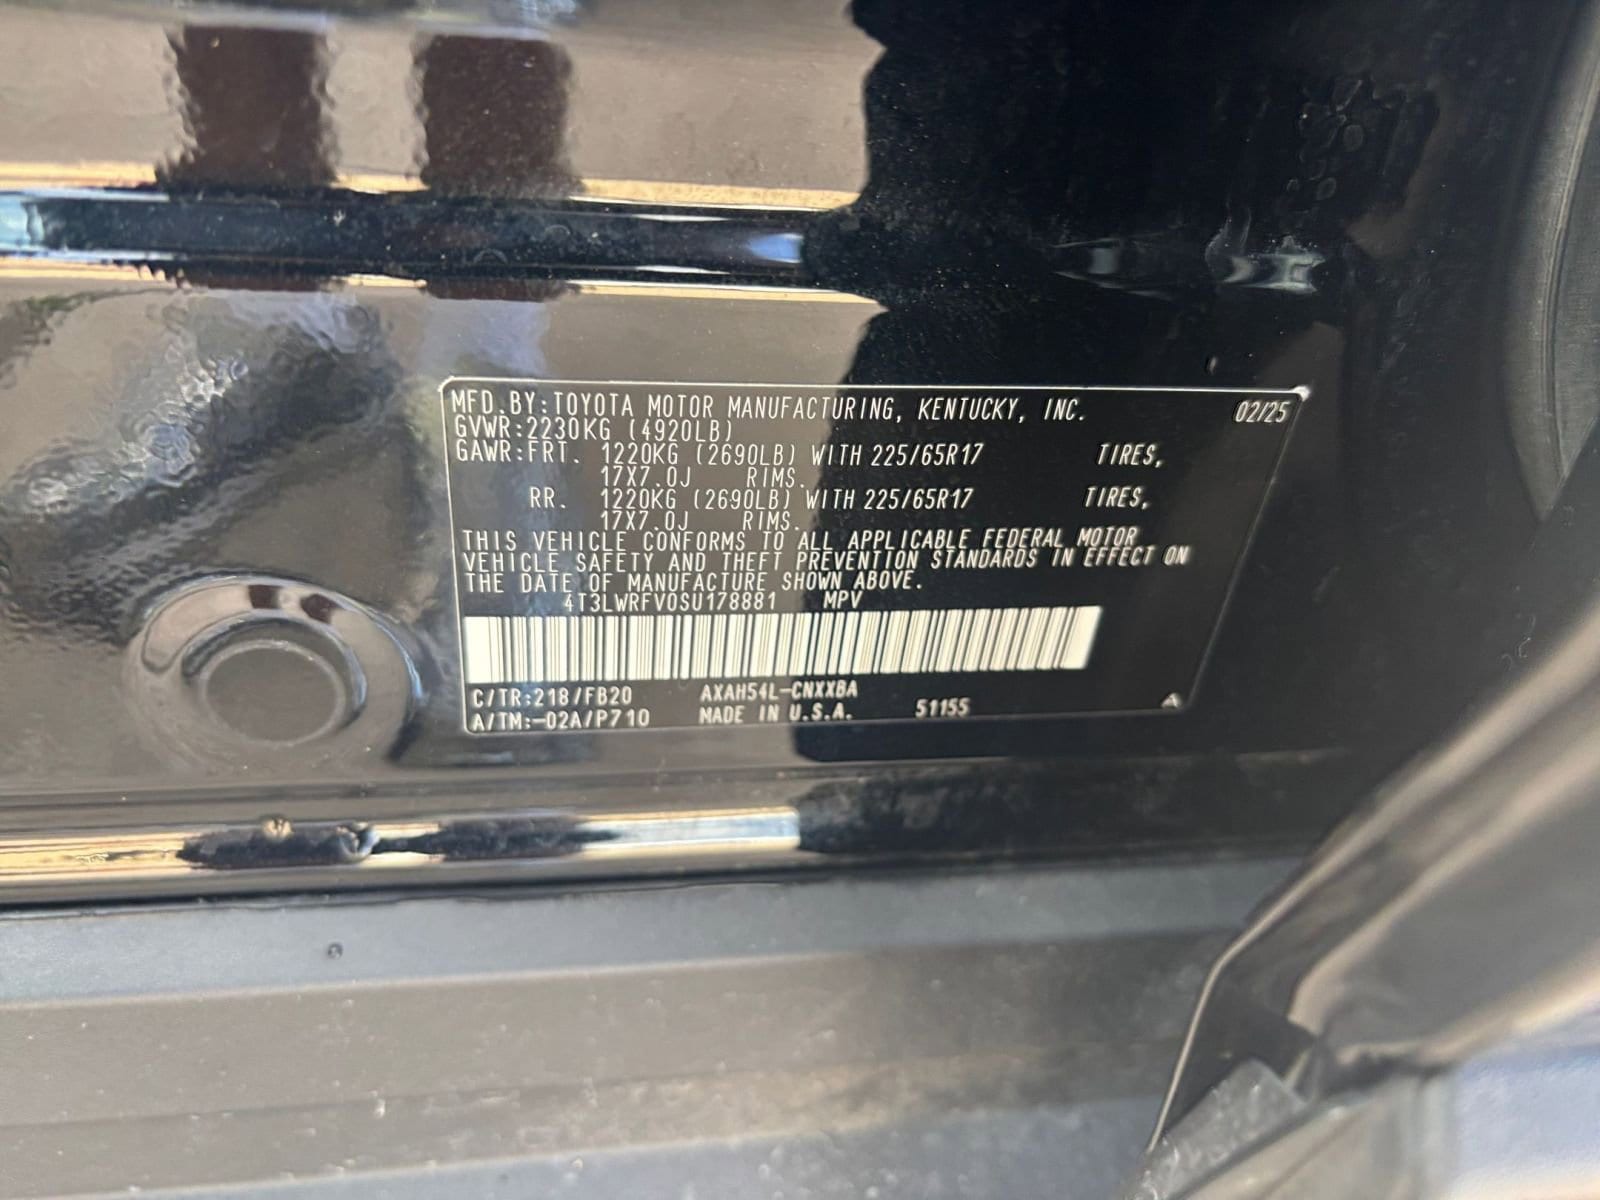 MFD.BY:TOYOTA MOTOR MANUFACTURING, KENTUCKY, INC. 02/25
GVWR:2230KG (4920LB)
GAWR:FRT. 1220KG (2690LB) WITH 225/65R17 TIRES,
17X7.0J RIMS.
RR. 1220KG (2690LB) WITH 225/65R17 TIRES,
17X7.0J RIMS.
THIS VEHICLE CONFORMS TO ALL APPLICABLE FEDERAL MOTOR
VEHICLE SAFETY AND THEFT PREVENTION STANDARDS IN EFFECT ON
THE DATE OF MANUFACTURE SHOWN ABOVE.
4T3LWRFV0SU178881 MPV
C/TR:218/FB20 AXAH54L-CNXXBA
A/TM:-02A/P710 MADE IN U.S.A. 51155 A